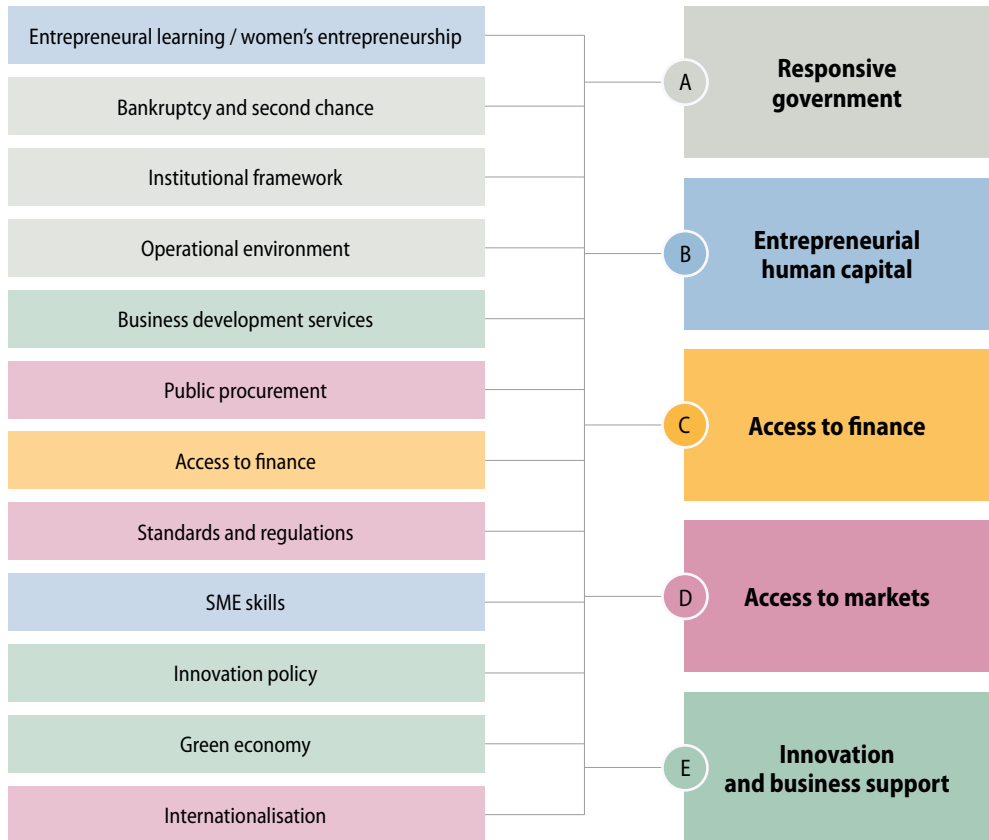 Entrepreneural learning / women’s entrepreneurship
Bankruptcy and second chance
Institutional framework
Operational environment
Business development services
Public procurement
Access to finance
Standards and regulations
SME skills
Innovation policy
Green economy
Internationalisation
A
Responsive
government
B
Entrepreneurial
human capital
C
Access to finance
D
Access to markets
E
Innovation
and business support